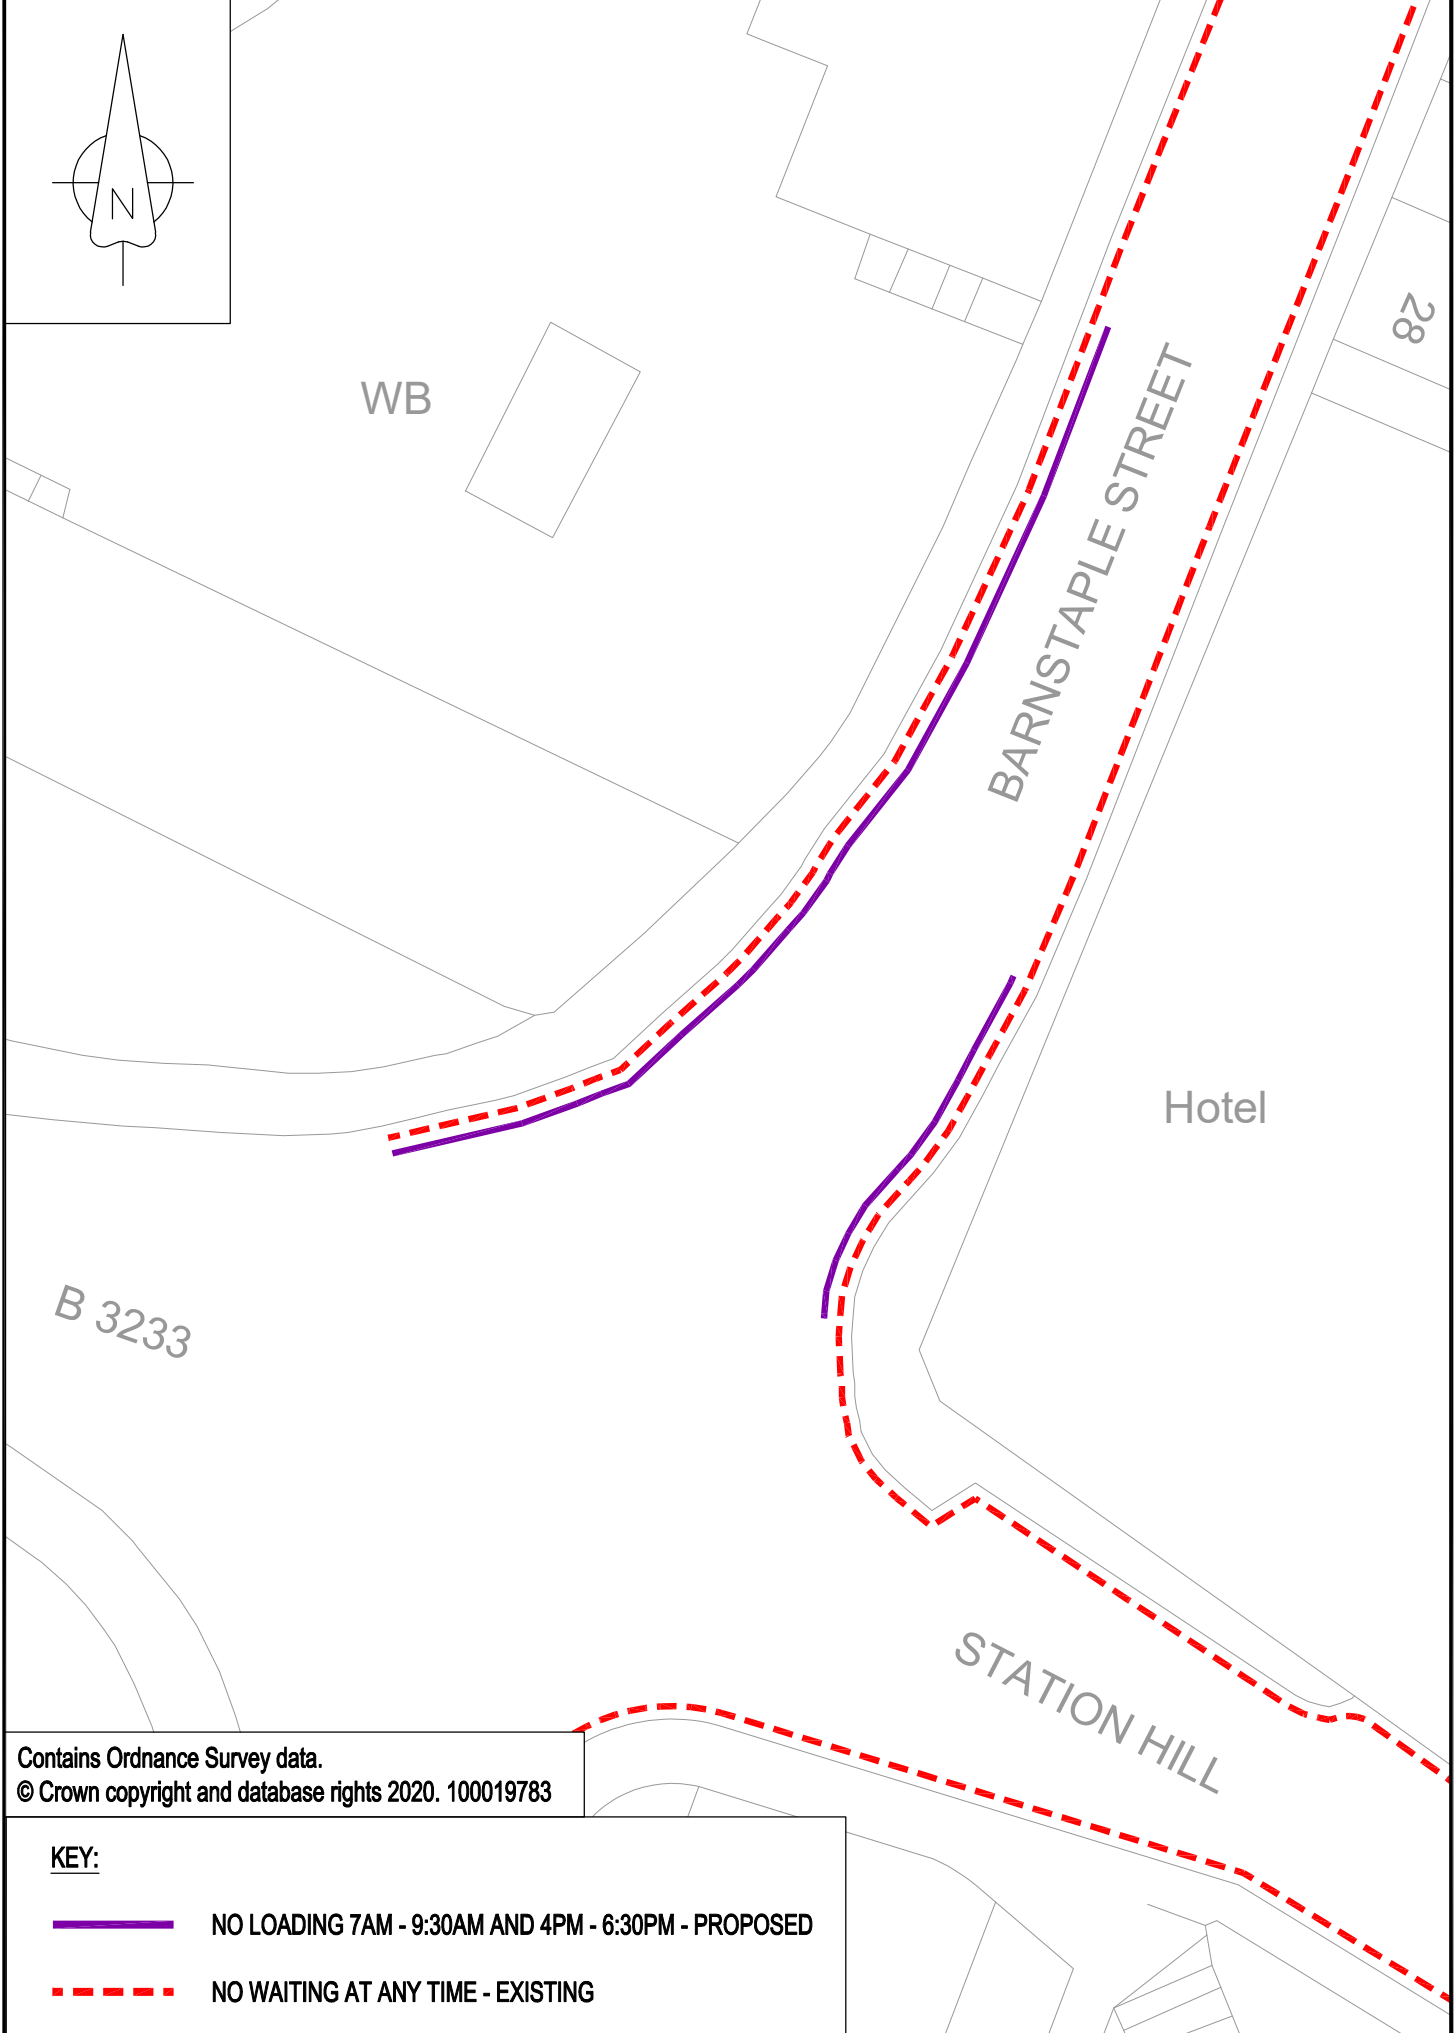 N
28
WB
BARNSTAPLE STREET
Hotel
B 3233
STATION HILL
Contains Ordnance Survey data.
© Crown copyright and database rights 2020. 100019783
KEY:
NO LOADING 7AM - 9:30AM AND 4PM - 6:30PM - PROPOSED
NO WAITING AT ANY TIME - EXISTING